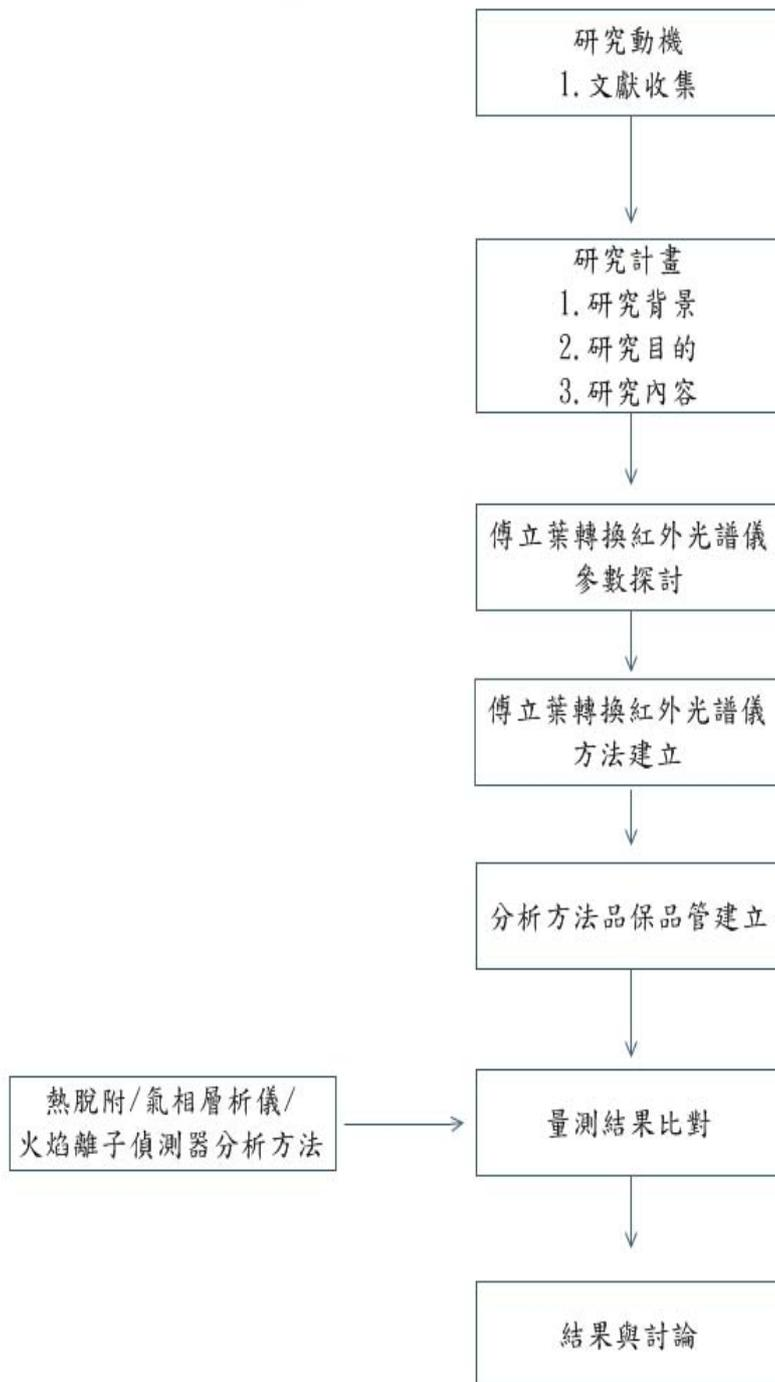 研究動機
1.文獻收集
研究計畫
1.研究背景
2.研究目的
3.研究內容
傅立葉轉換紅外光譜儀
參數探討
傅立葉轉換紅外光譜儀
方法建立
分析方法品保品管建立
熱脫附/氣相層析儀/
火焰離子偵測器分析方法
量測結果比對
結果與討論